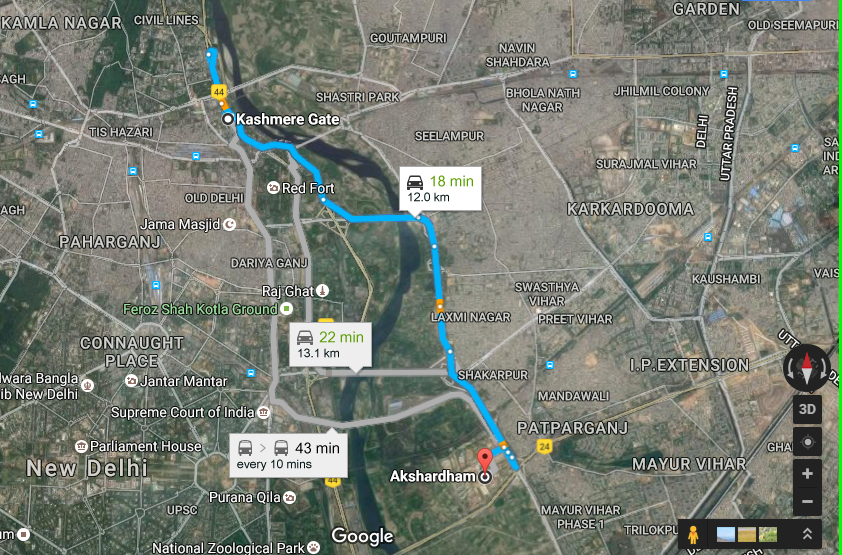 KAMLA NAGAR
CIVIL LINES
GARDEN
OLD SEEMAPURI
GOUTAMPURI
NAVIN
SHAHDARA
AGH
44
SHASTRI PARK
BHOLA NATH
NAGAR
JHILMIL COLONY
DELHI
UTTAR PRADESH
Kashmere Gate
TIS HAZARI
SEELAMPUR
SURAJMAL VIHAR
OLD DELHI
Red Fort
18 min
12.0 km
KARKARDOOMA
AGH
Jama Masjid
PAHARGANJ
DARIYA GANJ
KAUSHAMBI
VAIS
Raj Ghat
SWASTHYA
VIHAR
Feroz Shah Kotla Ground
LAXMI NAGAR
PREET VIHAR
22 min
13.1 km
CONNAUGHT
PLACE
SHAKARPUR
I.P.EXTENSION
lwara Bangla
ib New Delhi
Jantar Mantar
MANDAWALI
3D
Supreme Court of India
PATPARGANJ
43 min
every 10 mins
Parliament House
24
New Delhi
MAYUR VIHAR
Akshardham
44
Purana Qila
UPSC
MAYUR VIHAR
PHASE 1
TRILOKPU
um
Google
National Zoological Park